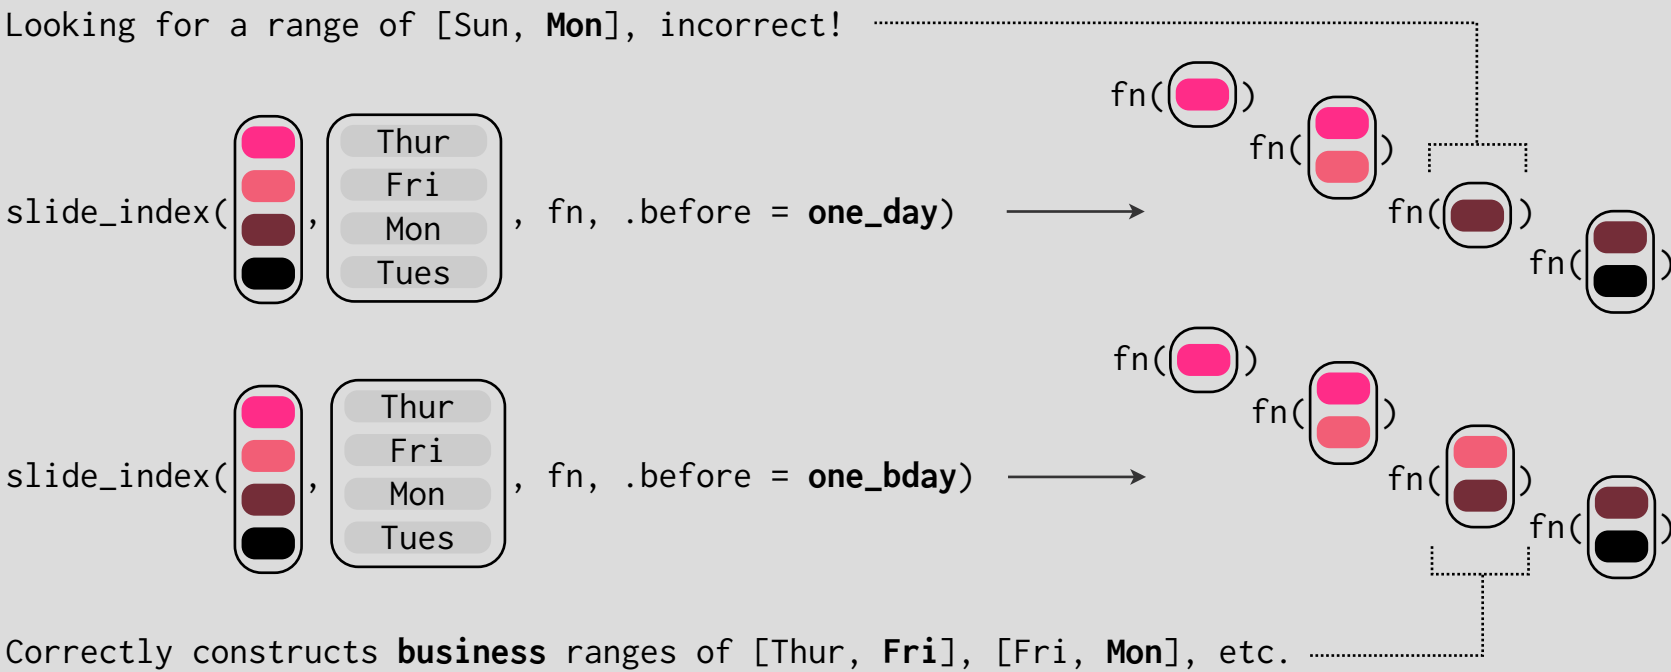 Looking for a range of [Sun, Mon], incorrect!
fn( )
fn( )
fn( )
fn( )
slide_index( , Thur Fri Mon Tues , fn, .before = one_day)
fn( )
fn( )
fn( )
fn( )
slide_index( , Thur Fri Mon Tues , fn, .before = one_bday)
Correctly constructs business ranges of [Thur, Fri], [Fri, Mon], etc.